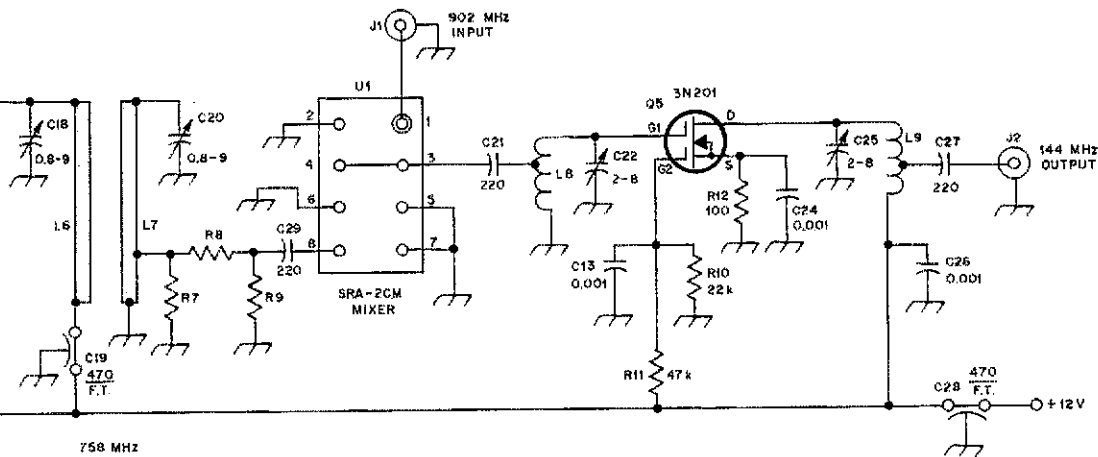 J1
902 MHz
INPUT
U1
2
1
4
3
6
5
8
7
SRA-2CM
MIXER
C18
0.8-9
C20
0.8-9
L6
L7
R8
C29
220
R7
R9
C19
470
F.T.
758 MHz
C21
220
L8
C22
2-8
Q5
3N201
G1
G2
D
S
R12
100
C24
0.001
C13
0.001
R10
22k
R11
47k
C25
2-8
L9
C27
220
J2
144 MHz
OUTPUT
C26
0.001
C28
470
F.T.
+12V